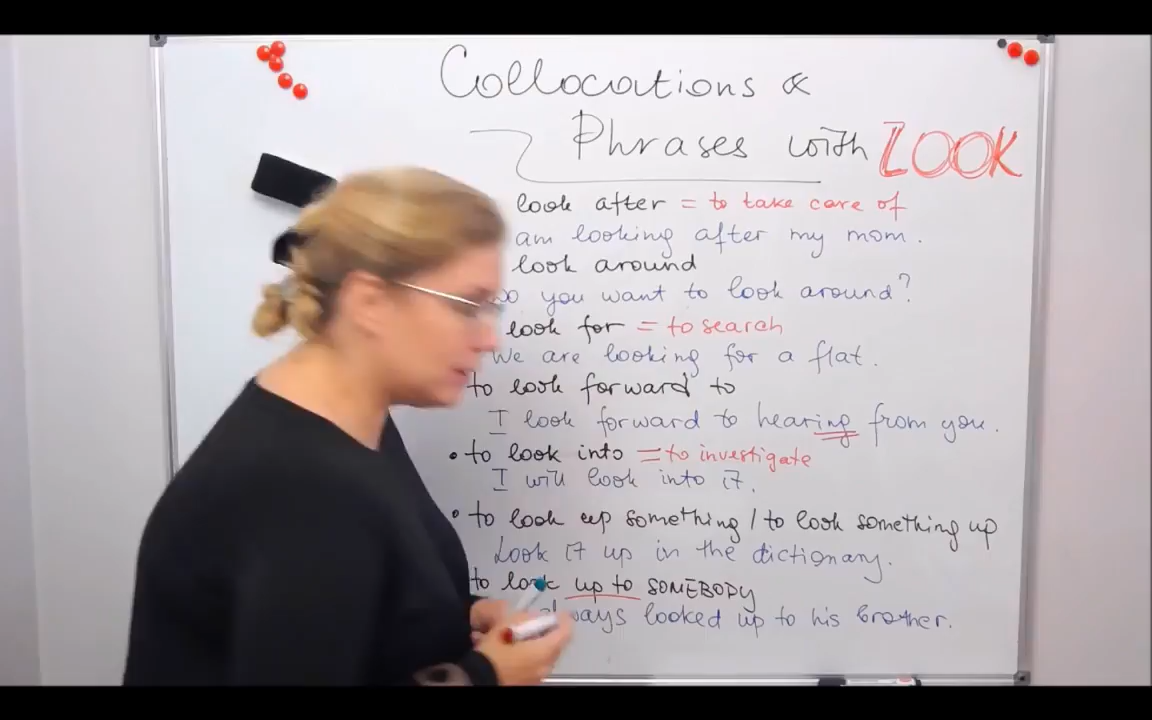 Collocations &
Phrases with LOOK
look after = to take care of
am looking after my mom.
look around
you want to look around?
look for = to search
We are looking for a flat.
to look forward to
I look forward to hearing from you.
• to look into = to investigate
I will look into it.
• to look up something / to look something up
Look it up in the dictionary.
to look up to SOMEBODY
looked up to his brother.